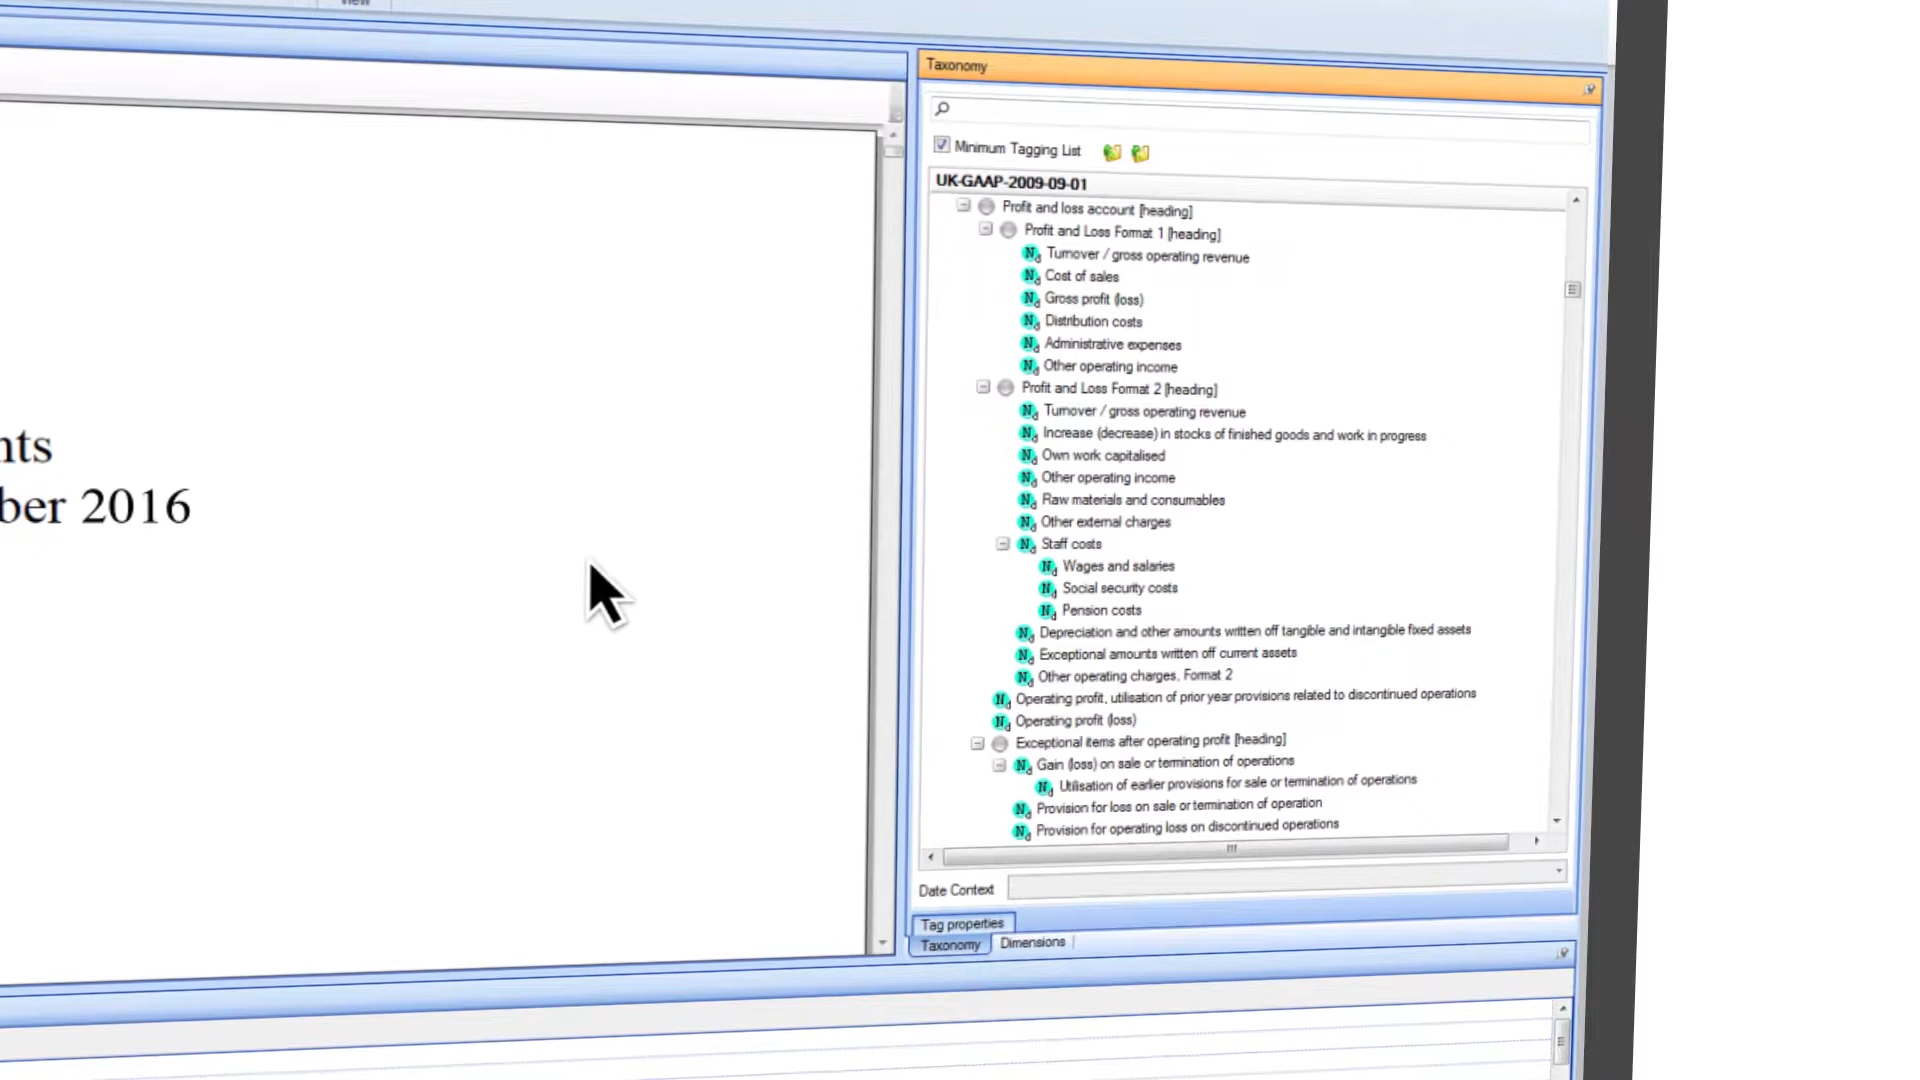 View
Taxonomy
Minimum Tagging List
UK-GAAP-2009-09-01
Profit and loss account [heading]
Profit and Loss Format 1 [heading]
Turnover / gross operating revenue
Cost of sales
Gross profit (loss)
Distribution costs
Administrative expenses
Other operating income
Profit and Loss Format 2 [heading]
Turnover / gross operating revenue
Increase (decrease) in stocks of finished goods and work in progress
Own work capitalised
Other operating income
Raw materials and consumables
Other external charges
Staff costs
Wages and salaries
Social security costs
Pension costs
Depreciation and other amounts written off tangible and intangible fixed assets
Exceptional amounts written off current assets
Other operating charges, Format 2
Operating profit, utilisation of prior year provisions related to discontinued operations
Operating profit (loss)
Exceptional items after operating profit [heading]
Gain (loss) on sale or termination of operations
Utilisation of earlier provisions for sale or termination of operations
Provision for loss on sale or termination of operation
Provision for operating loss on discontinued operations
Date Context
Tag properties
Taxonomy Dimensions
nts
ber 2016